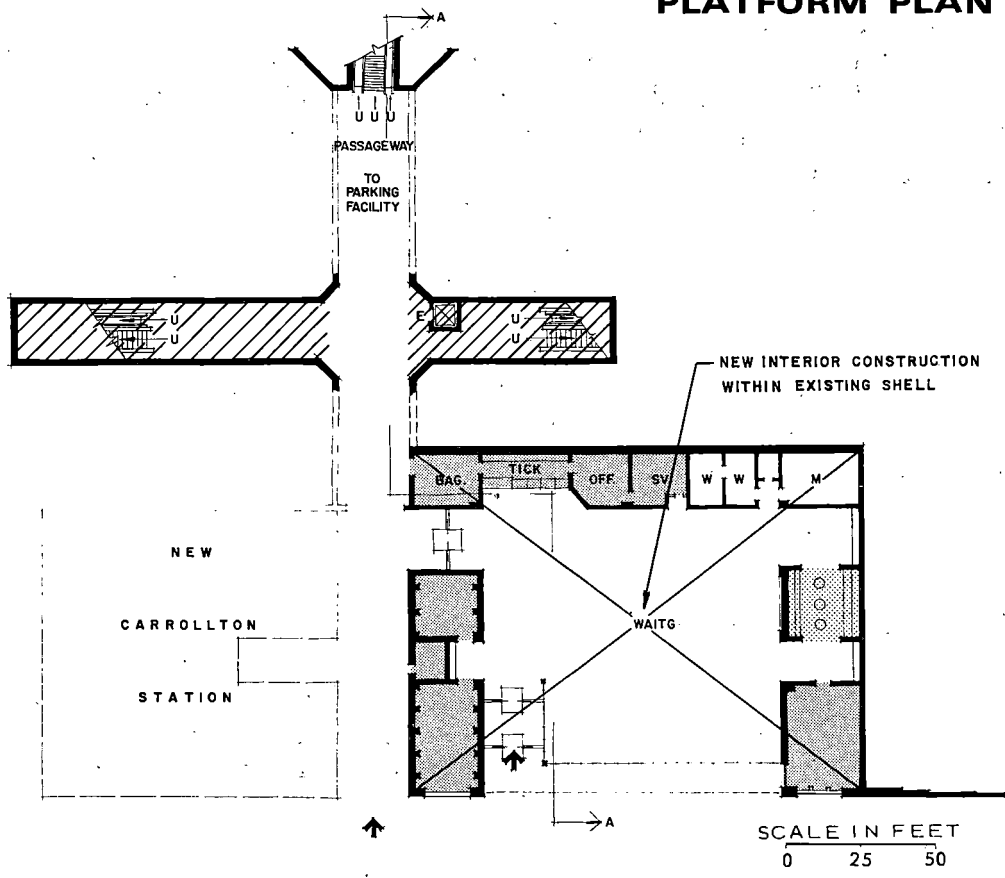 PLATFORM PLAN
A
U U U
PASSAGEWAY
TO
PARKING
FACILITY
E
U
U
U
U
NEW INTERIOR CONSTRUCTION
WITHIN EXISTING SHELL
BAG.
TICK
OFF.
SV.
W
W
M
NEW
CARROLLTON
STATION
WAITG
A
SCALE IN FEET
0 25 50